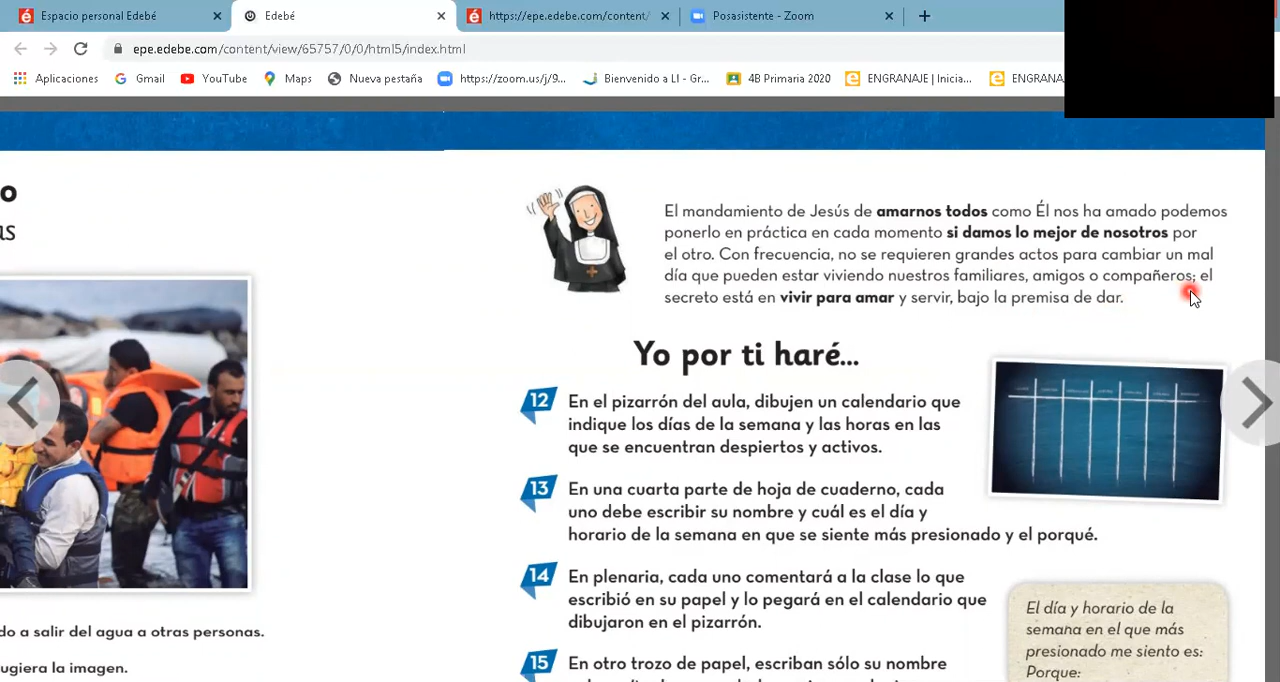 Espacio personal Edebé
Edebé
https://epe.edebe.com/content/
Posasistente - Zoom
epe.edebe.com/content/view/65757/0/0/html5/index.html
Aplicaciones
Gmail
YouTube
Maps
Nueva pestaña
https://zoom.us/j/9...
Bienvenido a LI - Gr...
4B Primaria 2020
ENGRANAJE | Inicia...
ENGRANA
o
us
El mandamiento de Jesús de amarnos todos como Él nos ha amado podemos
ponerlo en práctica en cada momento si damos lo mejor de nosotros por
el otro. Con frecuencia, no se requieren grandes actos para cambiar un mal
día que pueden estar viviendo nuestros familiares, amigos o compañeros; el
secreto está en vivir para amar y servir, bajo la premisa de dar.
Yo por ti haré...
12 En el pizarrón del aula, dibujen un calendario que
indique los días de la semana y las horas en las
que se encuentran despiertos y activos.
13 En una cuarta parte de hoja de cuaderno, cada
uno debe escribir su nombre y cuál es el día y
horario de la semana en que se siente más presionado y el porqué.
14 En plenaria, cada uno comentará a la clase lo que
escribió en su papel y lo pegará en el calendario que
dibujaron en el pizarrón.
15 En otro trozo de papel, escriban sólo su nombre
El día y horario de la
semana en el que más
presionado me siento es:
Porque:
do a salir del agua a otras personas.
ugiera la imagen.